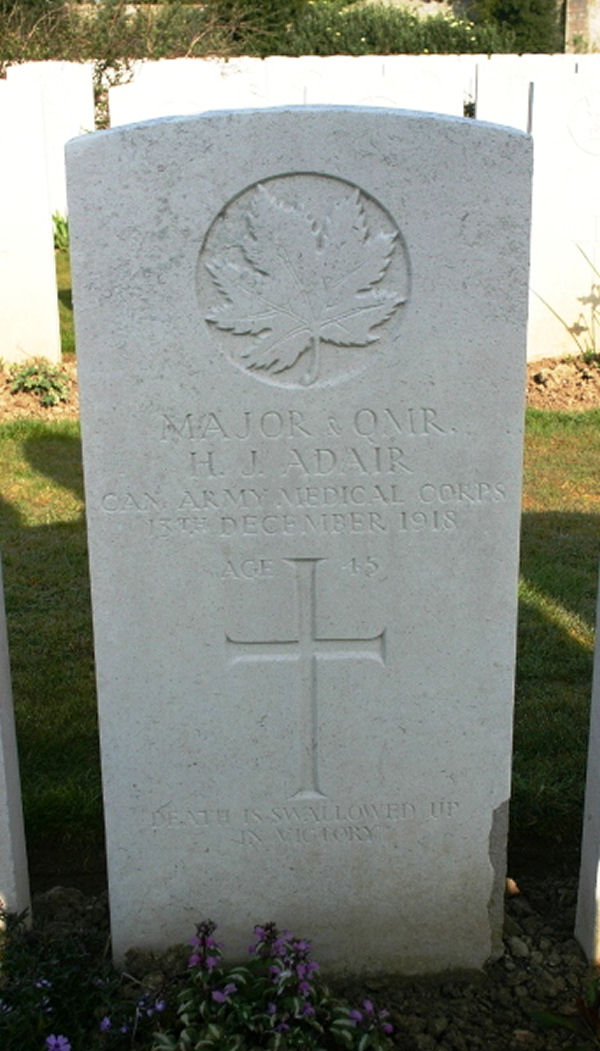 MAJOR & QMR.
H. J. ADAIR
CAN. ARMY MEDICAL CORPS
13TH DECEMBER 1918
AGE 45
DEATH IS SWALLOWED UP
IN VICTORY